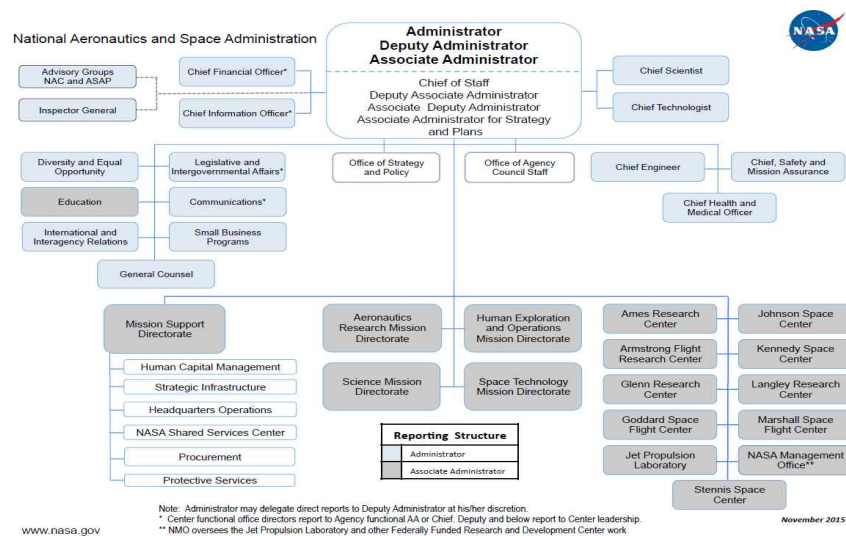 National Aeronautics and Space Administration
Administrator
Deputy Administrator
Associate Administrator
Chief of Staff
Deputy Associate Administrator
Associate Deputy Administrator
Associate Administrator for Strategy
and Plans
NASA
Advisory Groups
NAC and ASAP
Inspector General
Chief Financial Officer*
Chief Information Officer*
Chief Scientist
Chief Technologist
Diversity and Equal
Opportunity
Legislative and
Intergovernmental Affairs*
Education
Communications*
International and
Interagency Relations
Small Business
Programs
General Counsel
Office of Strategy
and Policy
Office of Agency
Council Staff
Chief Engineer
Chief, Safety and
Mission Assurance
Chief Health and
Medical Officer
Mission Support
Directorate
Human Capital Management
Strategic Infrastructure
Headquarters Operations
NASA Shared Services Center
Procurement
Protective Services
Aeronautics
Research Mission
Directorate
Human Exploration
and Operations
Mission Directorate
Science Mission
Directorate
Space Technology
Mission Directorate
Ames Research
Center
Johnson Space
Center
Armstrong Flight
Research Center
Kennedy Space
Center
Glenn Research
Center
Langley Research
Center
Goddard Space
Flight Center
Marshall Space
Flight Center
Jet Propulsion
Laboratory
NASA Management
Office**
Stennis Space
Center
Reporting Structure
Administrator
Associate Administrator
Note: Administrator may delegate direct reports to Deputy Administrator at his/her discretion.
* Center functional office directors report to Agency functional AA or Chief. Deputy and below report to Center leadership.
** NMO oversees the Jet Propulsion Laboratory and other Federally Funded Research and Development Center work
www.nasa.gov
November 2015